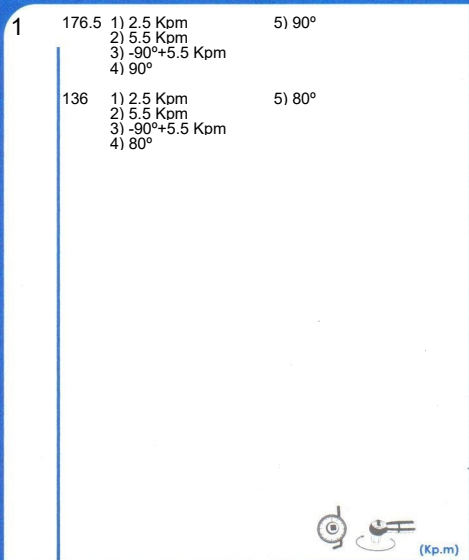 1
176.5 1) 2.5 Kpm 5) 90º
2) 5.5 Kpm
3) -90º+5.5 Kpm
4) 90º
136 1) 2.5 Kpm 5) 80º
2) 5.5 Kpm
3) -90º+5.5 Kpm
4) 80º
(Kp.m)